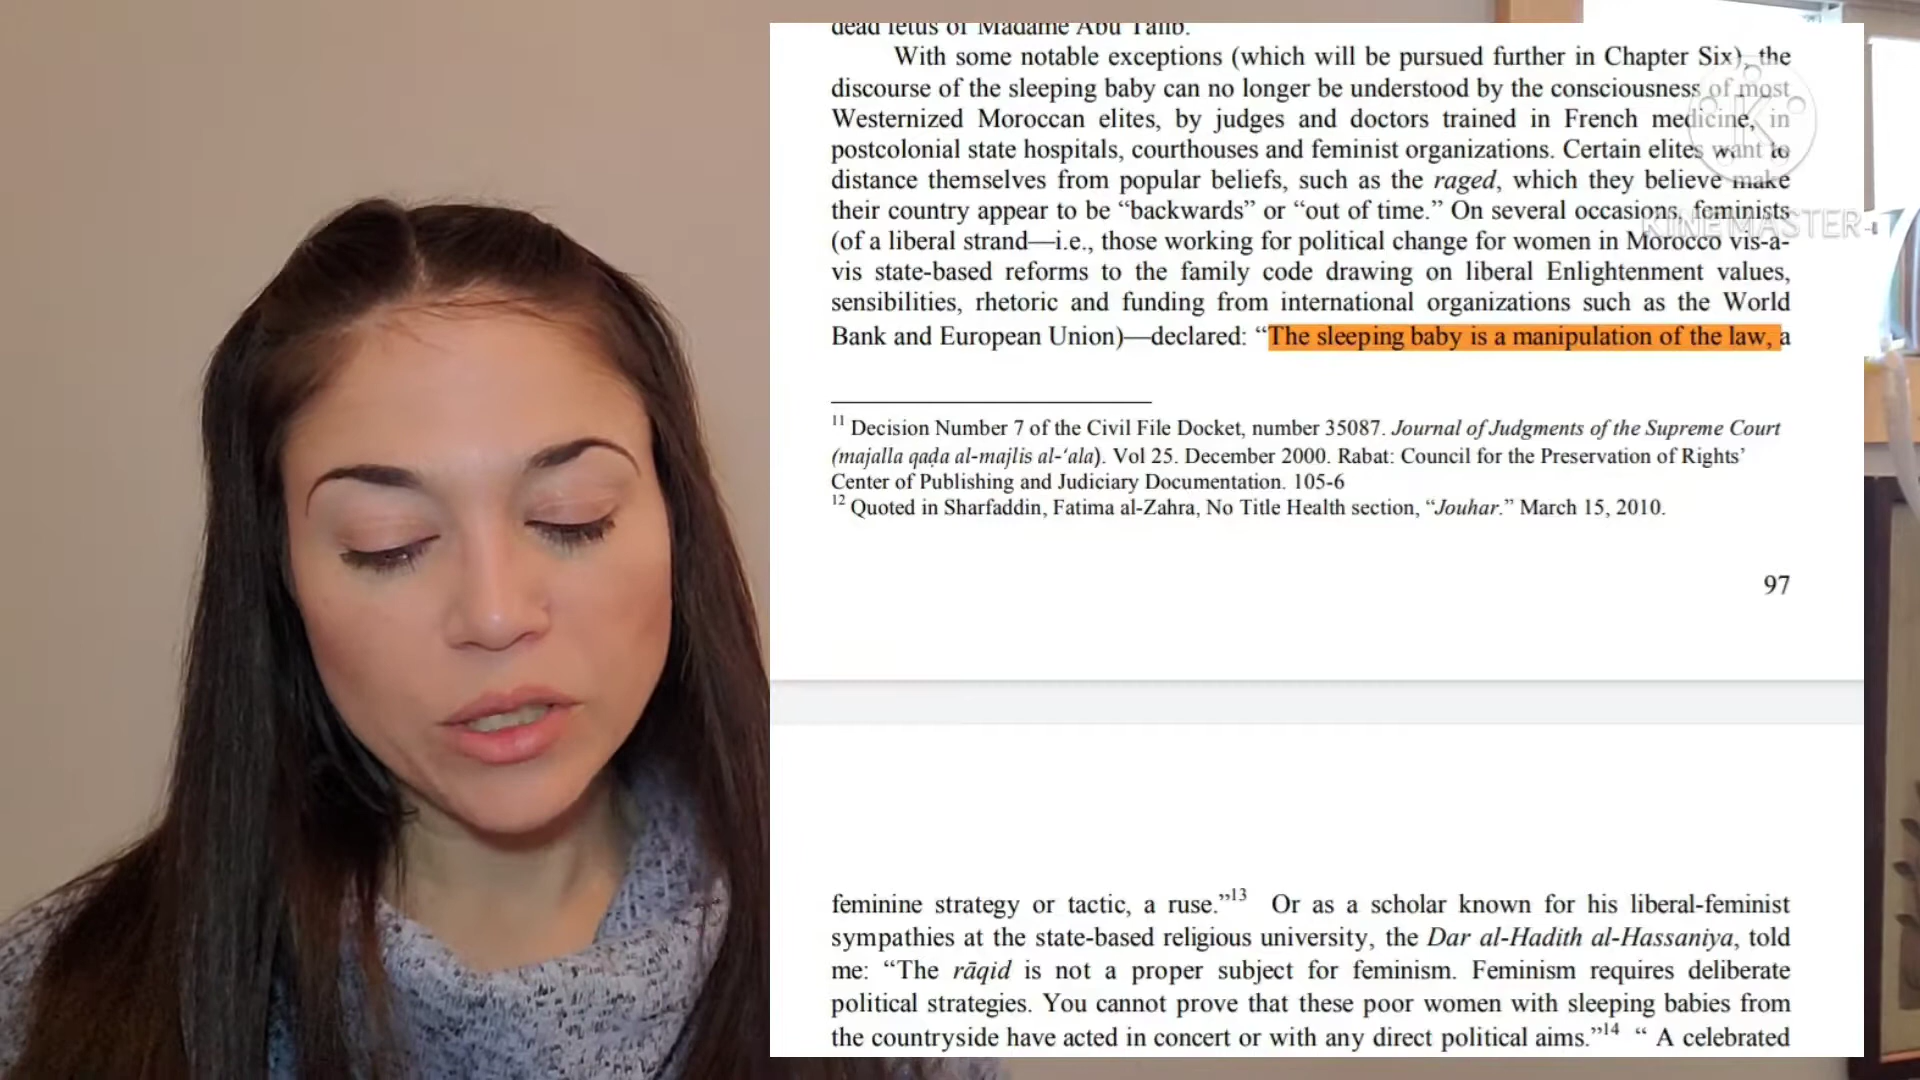 dead fetus of Madame Abu Talib.
With some notable exceptions (which will be pursued further in Chapter Six), the
discourse of the sleeping baby can no longer be understood by the consciousness of most
Westernized Moroccan elites, by judges and doctors trained in French medicine, in
postcolonial state hospitals, courthouses and feminist organizations. Certain elites want to
distance themselves from popular beliefs, such as the raged, which they believe make
their country appear to be “backwards” or “out of time.” On several occasions, feminists
(of a liberal strand—i.e., those working for political change for women in Morocco vis-a-
vis state-based reforms to the family code drawing on liberal Enlightenment values,
sensibilities, rhetoric and funding from international organizations such as the World
Bank and European Union)—declared: “The sleeping baby is a manipulation of the law, a
11 Decision Number 7 of the Civil File Docket, number 35087. Journal of Judgments of the Supreme Court
(majalla qaḍa al-majlis al-‘ala). Vol 25. December 2000. Rabat: Council for the Preservation of Rights’
Center of Publishing and Judiciary Documentation. 105-6
12 Quoted in Sharfaddin, Fatima al-Zahra, No Title Health section, “Jouhar.” March 15, 2010.
97
feminine strategy or tactic, a ruse.”13 Or as a scholar known for his liberal-feminist
sympathies at the state-based religious university, the Dar al-Hadith al-Hassaniya, told
me: “The rāqid is not a proper subject for feminism. Feminism requires deliberate
political strategies. You cannot prove that these poor women with sleeping babies from
the countryside have acted in concert or with any direct political aims.”14 “ A celebrated
KINEMASTER